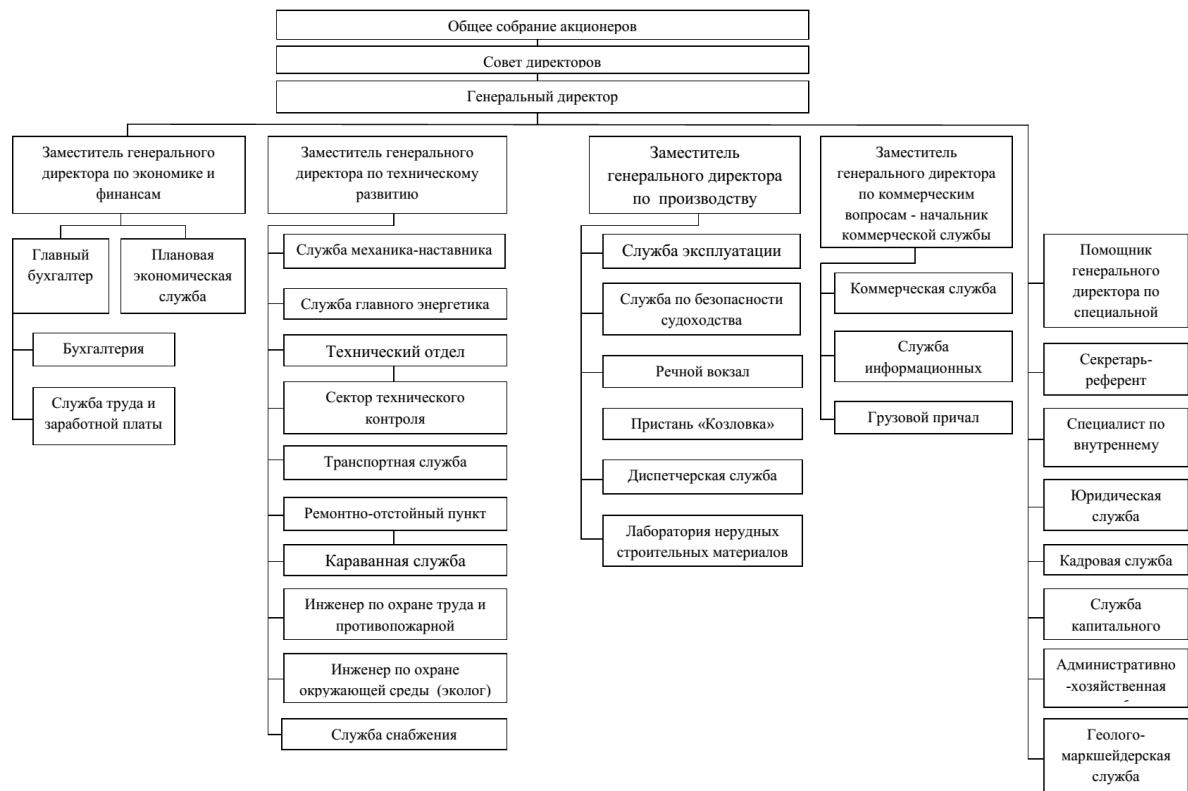 Общее собрание акционеров
Совет директоров
Генеральный директор
Заместитель генерального
директора по экономике и
финансам
Главный
бухгалтер
Плановая
экономическая
служба
Бухгалтерия
Служба труда и
заработной платы
Заместитель генерального
директора по техническому
развитию
Служба механика-наставника
Служба главного энергетика
Технический отдел
Сектор технического
контроля
Транспортная служба
Ремонтно-отстойный пункт
Караванная служба
Инженер по охране труда и
противопожарной
Инженер по охране
окружающей среды (эколог)
Служба снабжения
Заместитель
генерального директора
по производству
Служба эксплуатации
Служба по безопасности
судоходства
Речной вокзал
Пристань «Козловка»
Диспетчерская служба
Лаборатория нерудных
строительных материалов
Заместитель
генерального директора
по коммерческим
вопросам - начальник
коммерческой службы
Коммерческая служба
Служба
информационных
Грузовой причал
Помощник
генерального
директора по
специальной
Секретарь-
референт
Специалист по
внутреннему
Юридическая
служба
Кадровая служба
Служба
капитального
Административно
-хозяйственная
Геолого-
маркшейдерская
служба